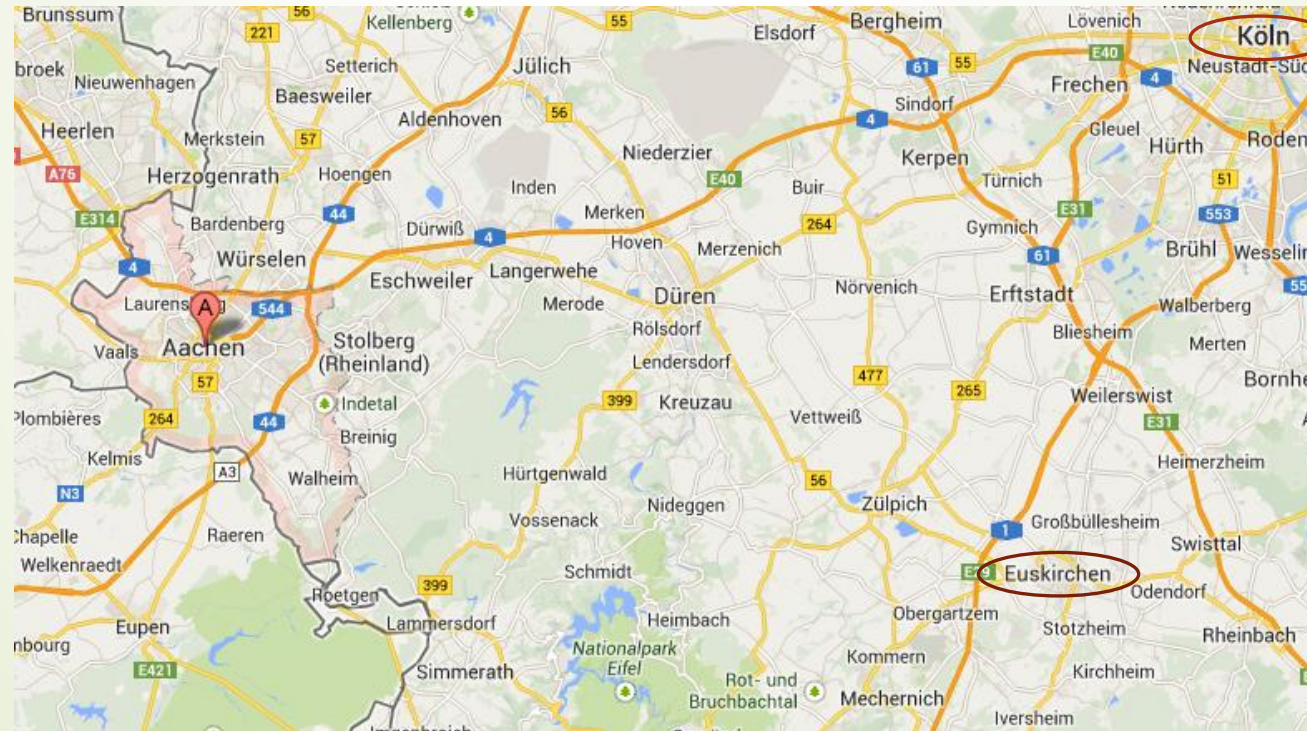 Brunssum
56
Kellenberg
55
Bergheim
Lövenich
Köln
221
Elsdorf
E40
broek
Setterich
Jülich
61
55
Neustadt-Süd
Nieuwenhagen
Baesweiler
Frechen
4
56
Sindorf
Heerlen
Aldenhoven
4
Gleuel
Merkstein
57
Niederzier
Kerpen
Hürth
Roden
A76
Herzogenrath
Hoengen
Inden
E40
Buir
Türnich
51
E314
Bardenberg
44
Merken
264
E31
553
Dürwiß
4
Hoven
Merzenich
Gymnich
Würselen
61
Brühl
Wesselin
4
Eschweiler
Langerwehe
Nörvenich
55
Laurens
A
544
Merode
Düren
Erftstadt
Walberberg
Rölsdorf
Bliesheim
Vaals
Aachen
Stolberg
(Rheinland)
Lendersdorf
Merten
57
477
265
Bornhe
Indetal
399
Kreuzau
Weilerswist
Plombières
264
44
Vettweiß
E31
Breinig
Kelmis
A3
Walheim
Hürtgenwald
56
Heimerzheim
N3
Nideggen
Zülpich
Chapelle
Raeren
Vossenack
1
Großbüllesheim
Swisttal
Welkenraedt
Schmidt
Euskirchen
399
Roetgen
Odendorf
Eupen
Lammersdorf
Heimbach
Obergartzem
Stotzheim
Rheinbach
nbourg
Nationalpark
Eifel
Kommern
E421
Simmerath
Rot- und
Bruchbachtal
Mechernich
Kirchheim
Iversheim